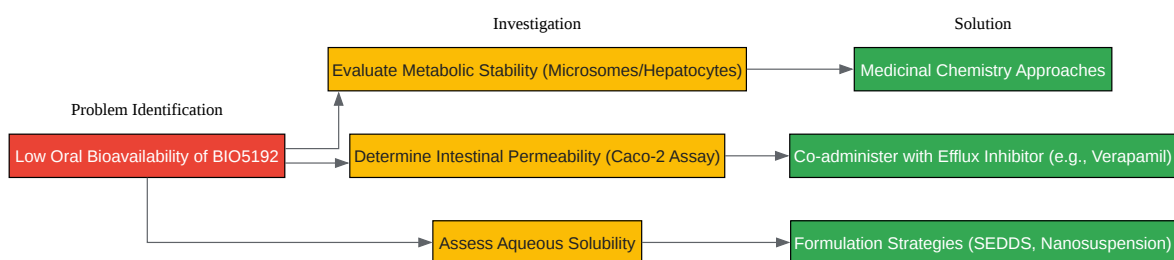 Investigation
Solution
Evaluate Metabolic Stability (Microsomes/Hepatocytes)
Medicinal Chemistry Approaches
Problem Identification
Low Oral Bioavailability of BIO5192
Determine Intestinal Permeability (Caco-2 Assay)
Co-administer with Efflux Inhibitor (e.g., Verapamil)
Assess Aqueous Solubility
Formulation Strategies (SEDDS, Nanosuspension)